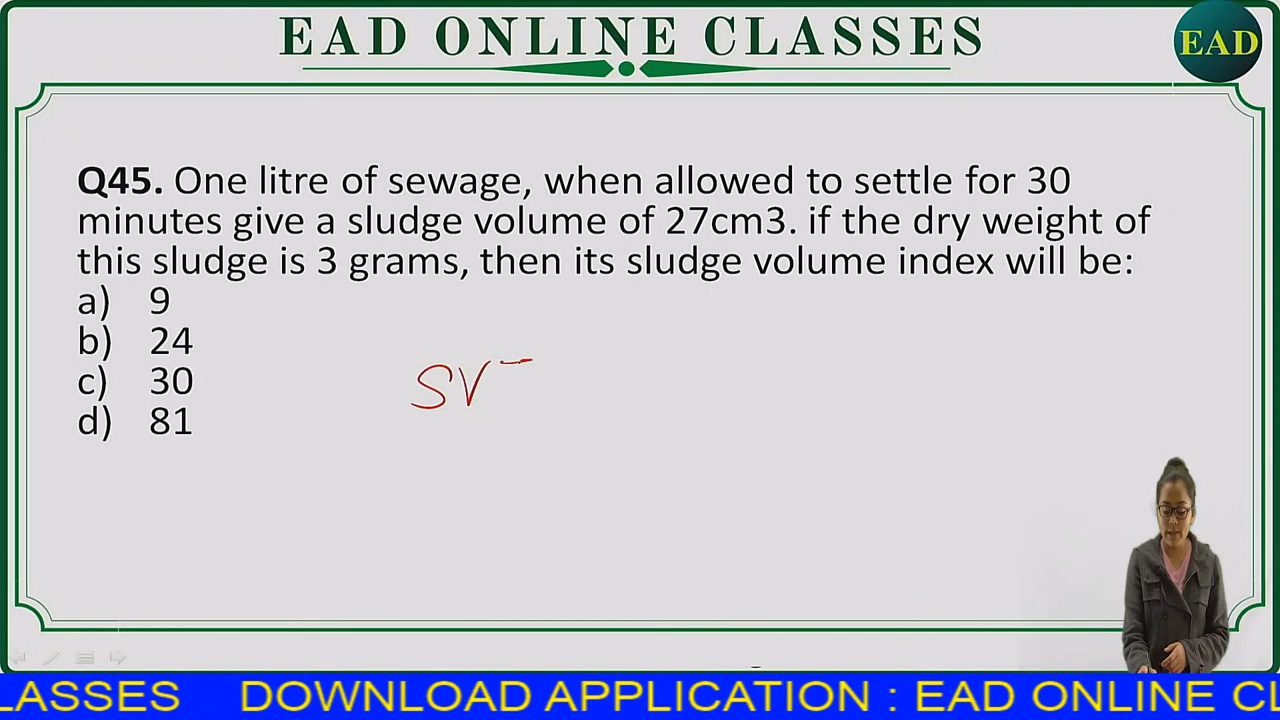 EAD ONLINE CLASSES
EAD
Q45. One litre of sewage, when allowed to settle for 30
minutes give a sludge volume of 27cm3. if the dry weight of
this sludge is 3 grams, then its sludge volume index will be:
a) 9
b) 24
c) 30
d) 81
SV
LASSES DOWNLOAD APPLICATION : EAD ONLINE CL